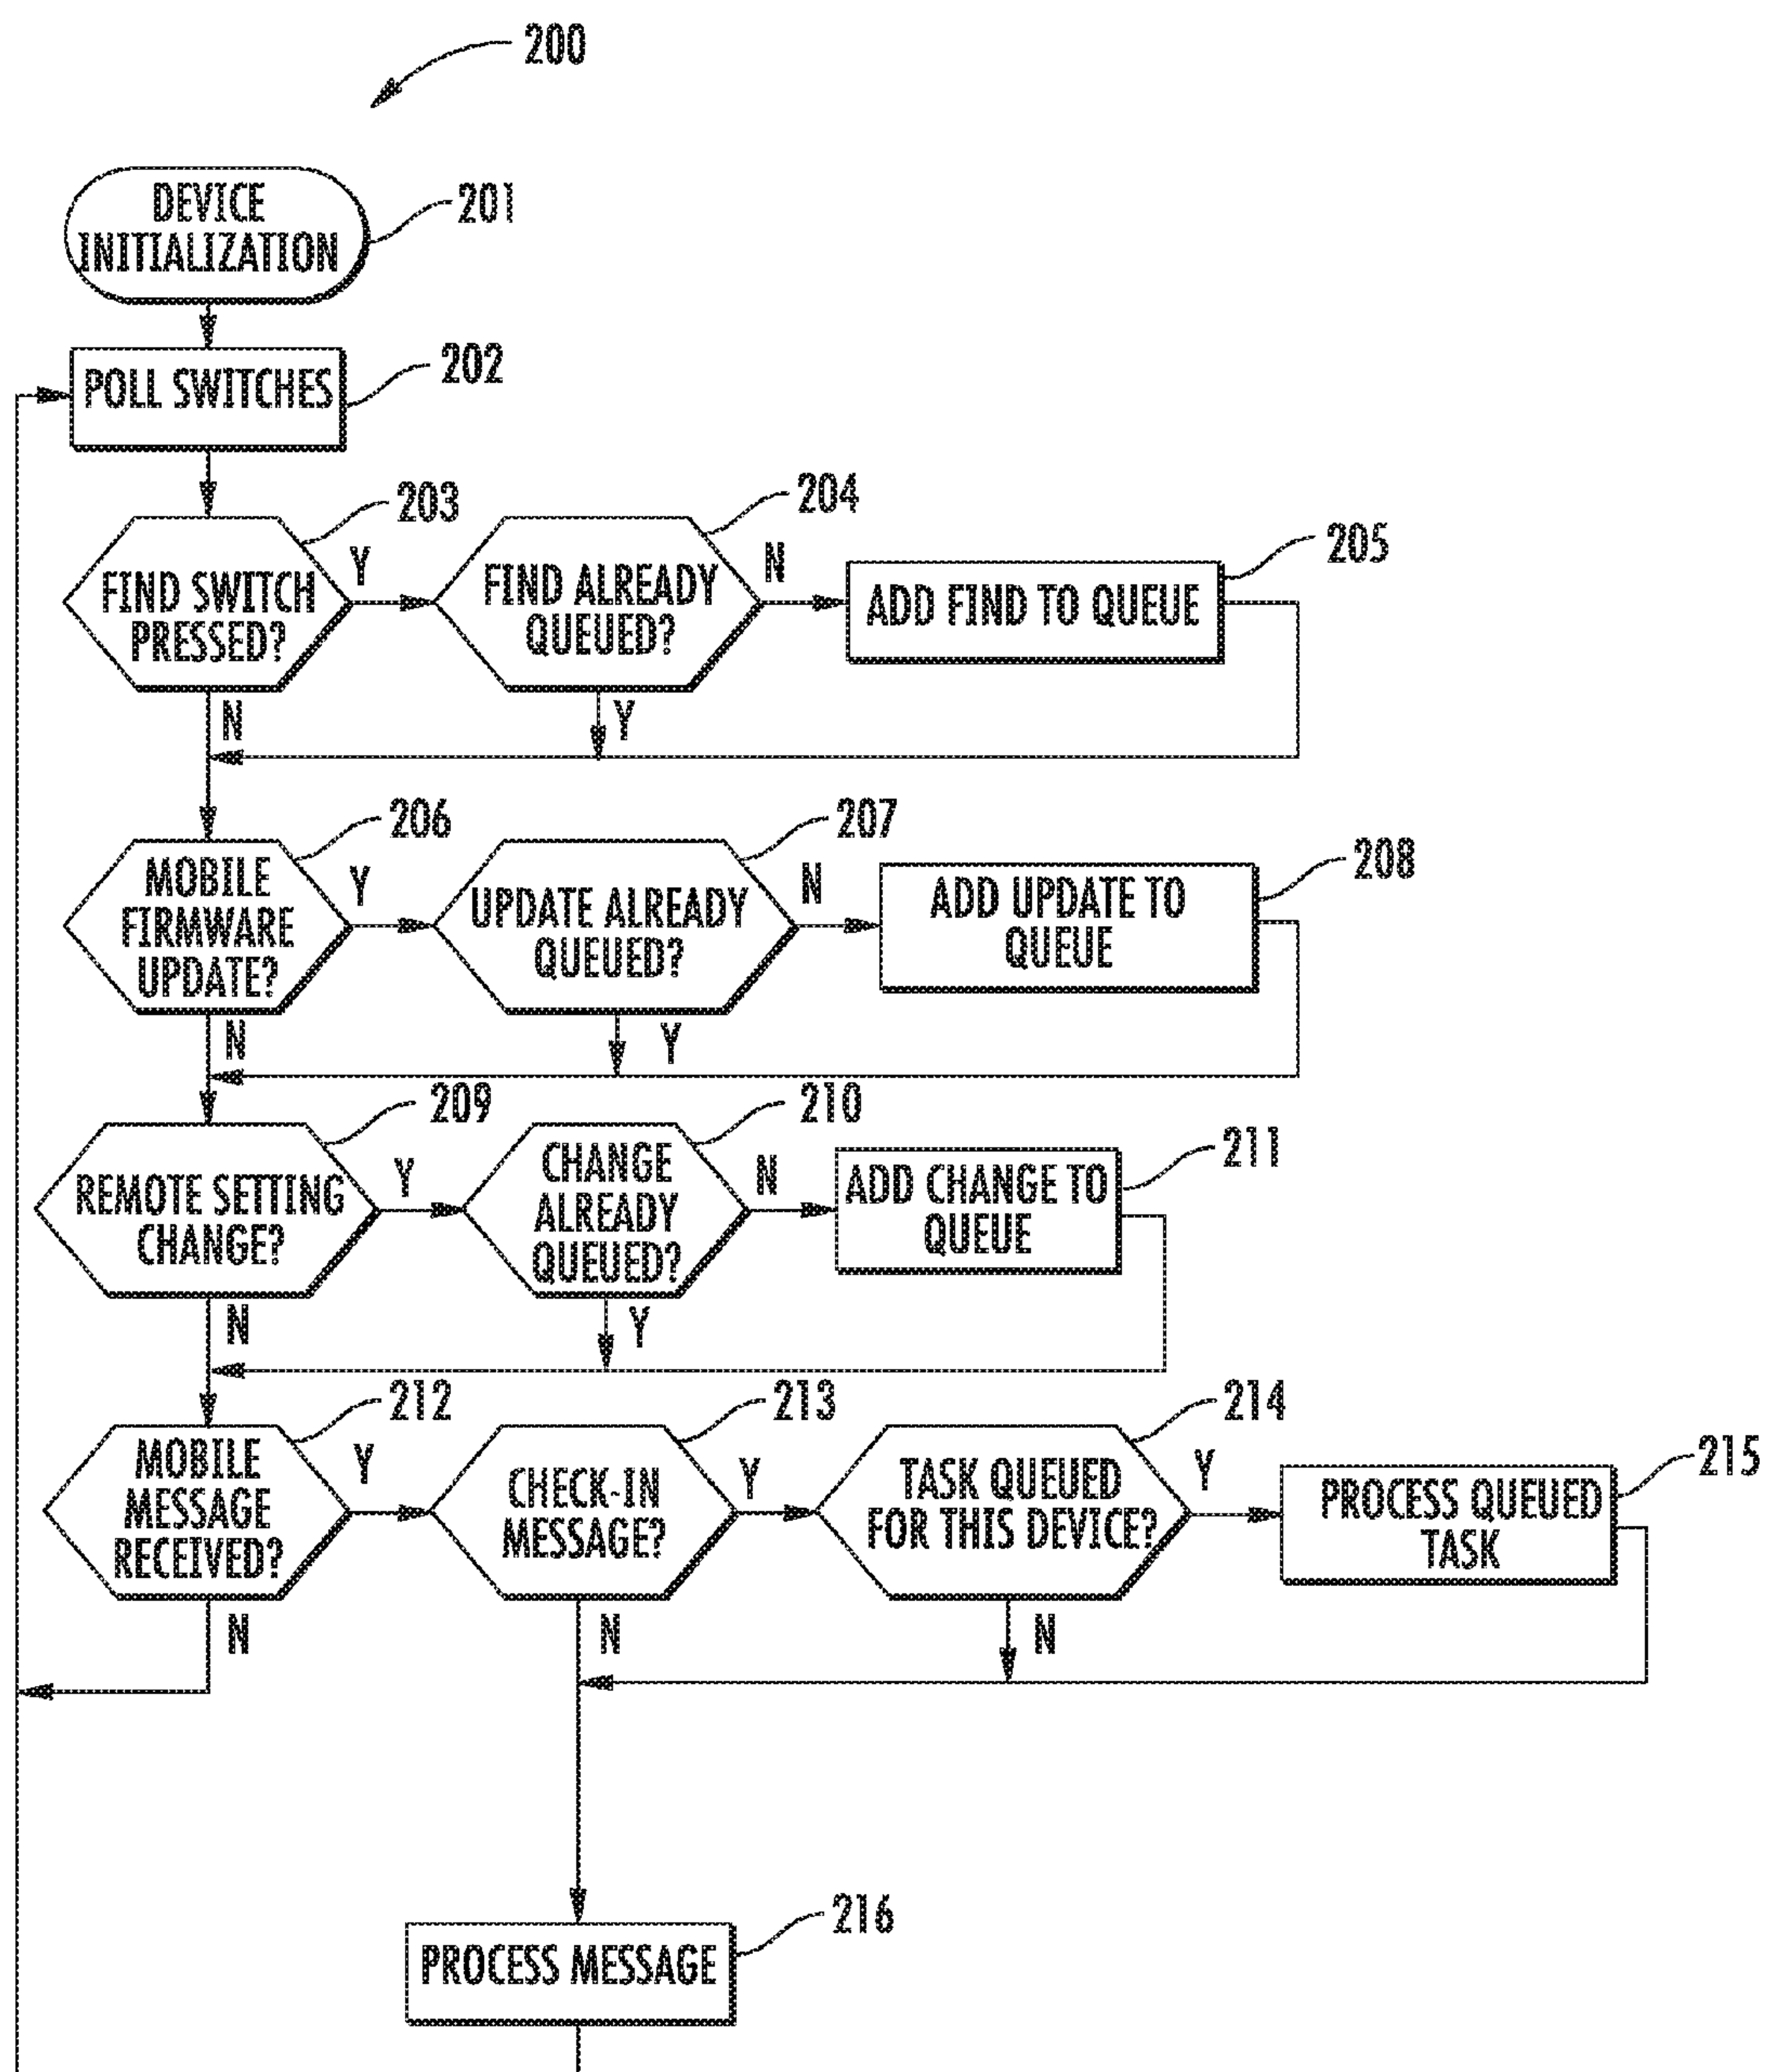 200
DEVICE
INITIALIZATION
201
POLL SWITCHES
202
FIND SWITCH
PRESSED?
203
Y
N
FIND ALREADY
QUEUED?
204
N
Y
ADD FIND TO QUEUE
205
MOBILE
FIRMWARE
UPDATE?
206
Y
N
UPDATE ALREADY
QUEUED?
207
N
Y
ADD UPDATE TO
QUEUE
208
REMOTE SETTING
CHANGE?
209
Y
N
CHANGE
ALREADY
QUEUED?
210
N
Y
ADD CHANGE TO
QUEUE
211
MOBILE
MESSAGE
RECEIVED?
212
Y
N
CHECK-IN
MESSAGE?
213
Y
N
TASK QUEUED
FOR THIS DEVICE?
214
Y
N
PROCESS QUEUED
TASK
215
PROCESS MESSAGE
216